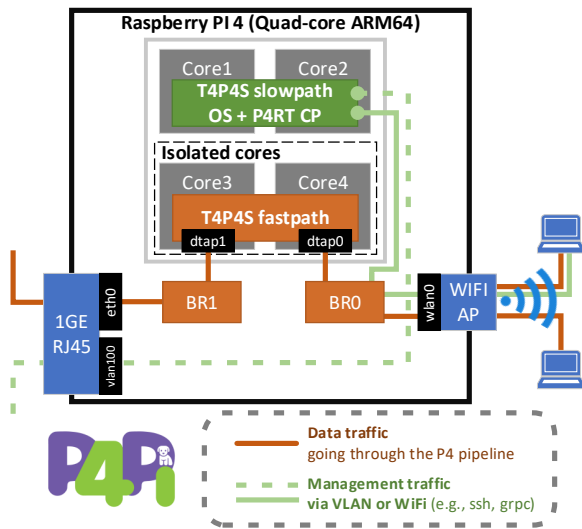 Raspberry PI 4 (Quad-core ARM64)
Core1
Core2
T4P4S slowpath
OS + P4RT CP
Isolated cores
Core3
Core4
T4P4S fastpath
dtap1
dtap0
1GE
RJ45
eth0
vlan100
BR1
BR0
wlan0
WIFI
AP
P4Pi
Data traffic
going through the P4 pipeline
Management traffic
via VLAN or WiFi (e.g., ssh, grpc)